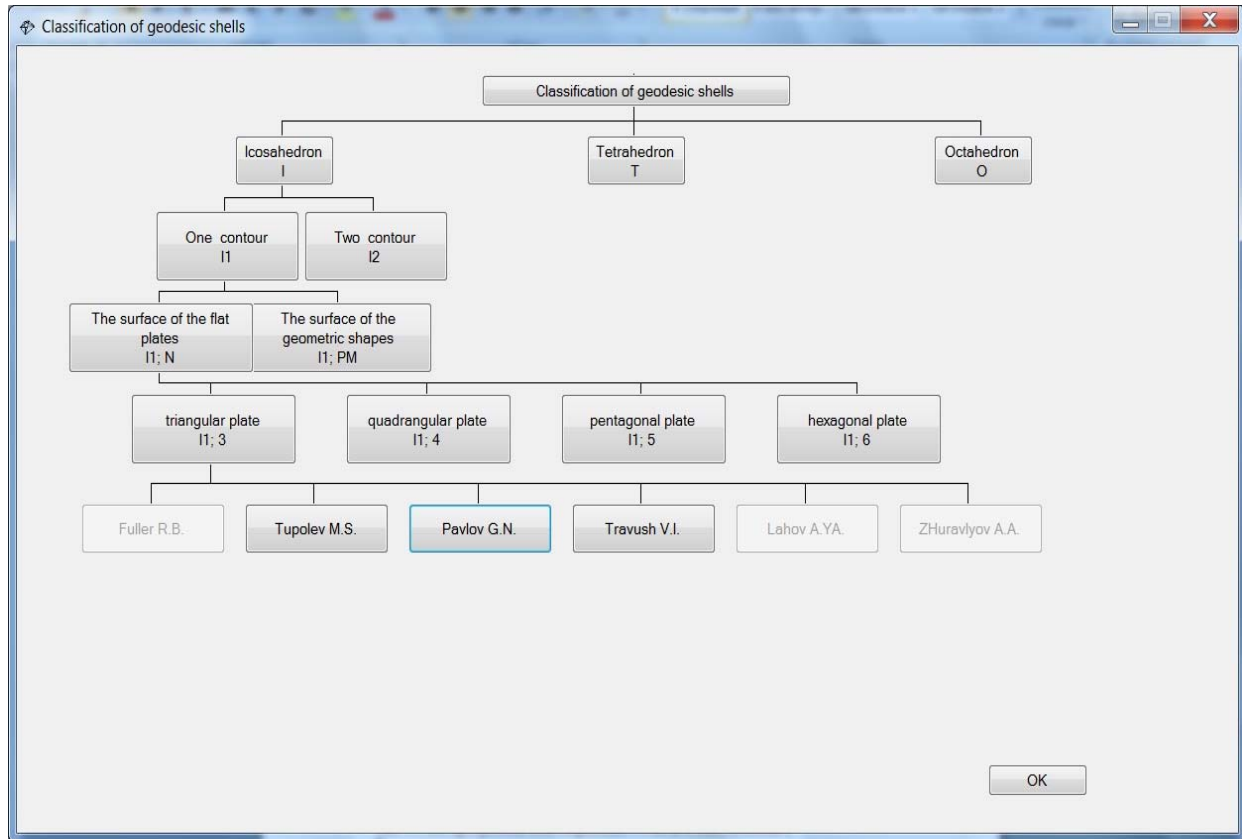 Classification of geodesic shells
X
Classification of geodesic shells
Icosahedron
I
Tetrahedron
T
Octahedron
O
One contour
I1
Two contour
I2
The surface of the flat
plates
I1; N
The surface of the
geometric shapes
I1; PM
triangular plate
I1; 3
quadrangular plate
I1; 4
pentagonal plate
I1; 5
hexagonal plate
I1; 6
Fuller R.B.
Tupolev M.S.
Pavlov G.N.
Travush V.I.
Lahov A.YA.
ZHuravlyov A.A.
OK